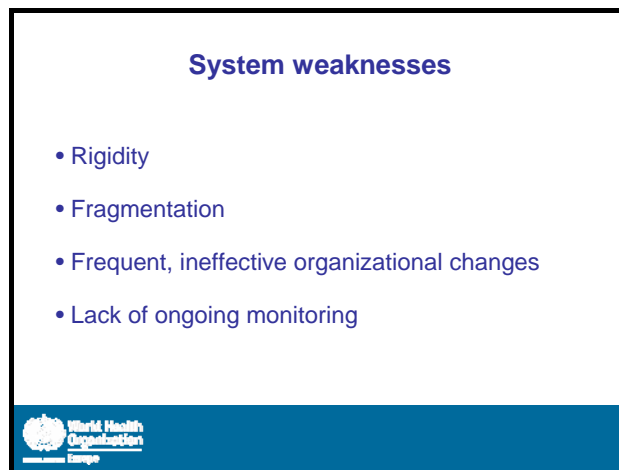 System weaknesses
• Rigidity
• Fragmentation
• Frequent, ineffective organizational changes
• Lack of ongoing monitoring
World Health
Organization
Europe